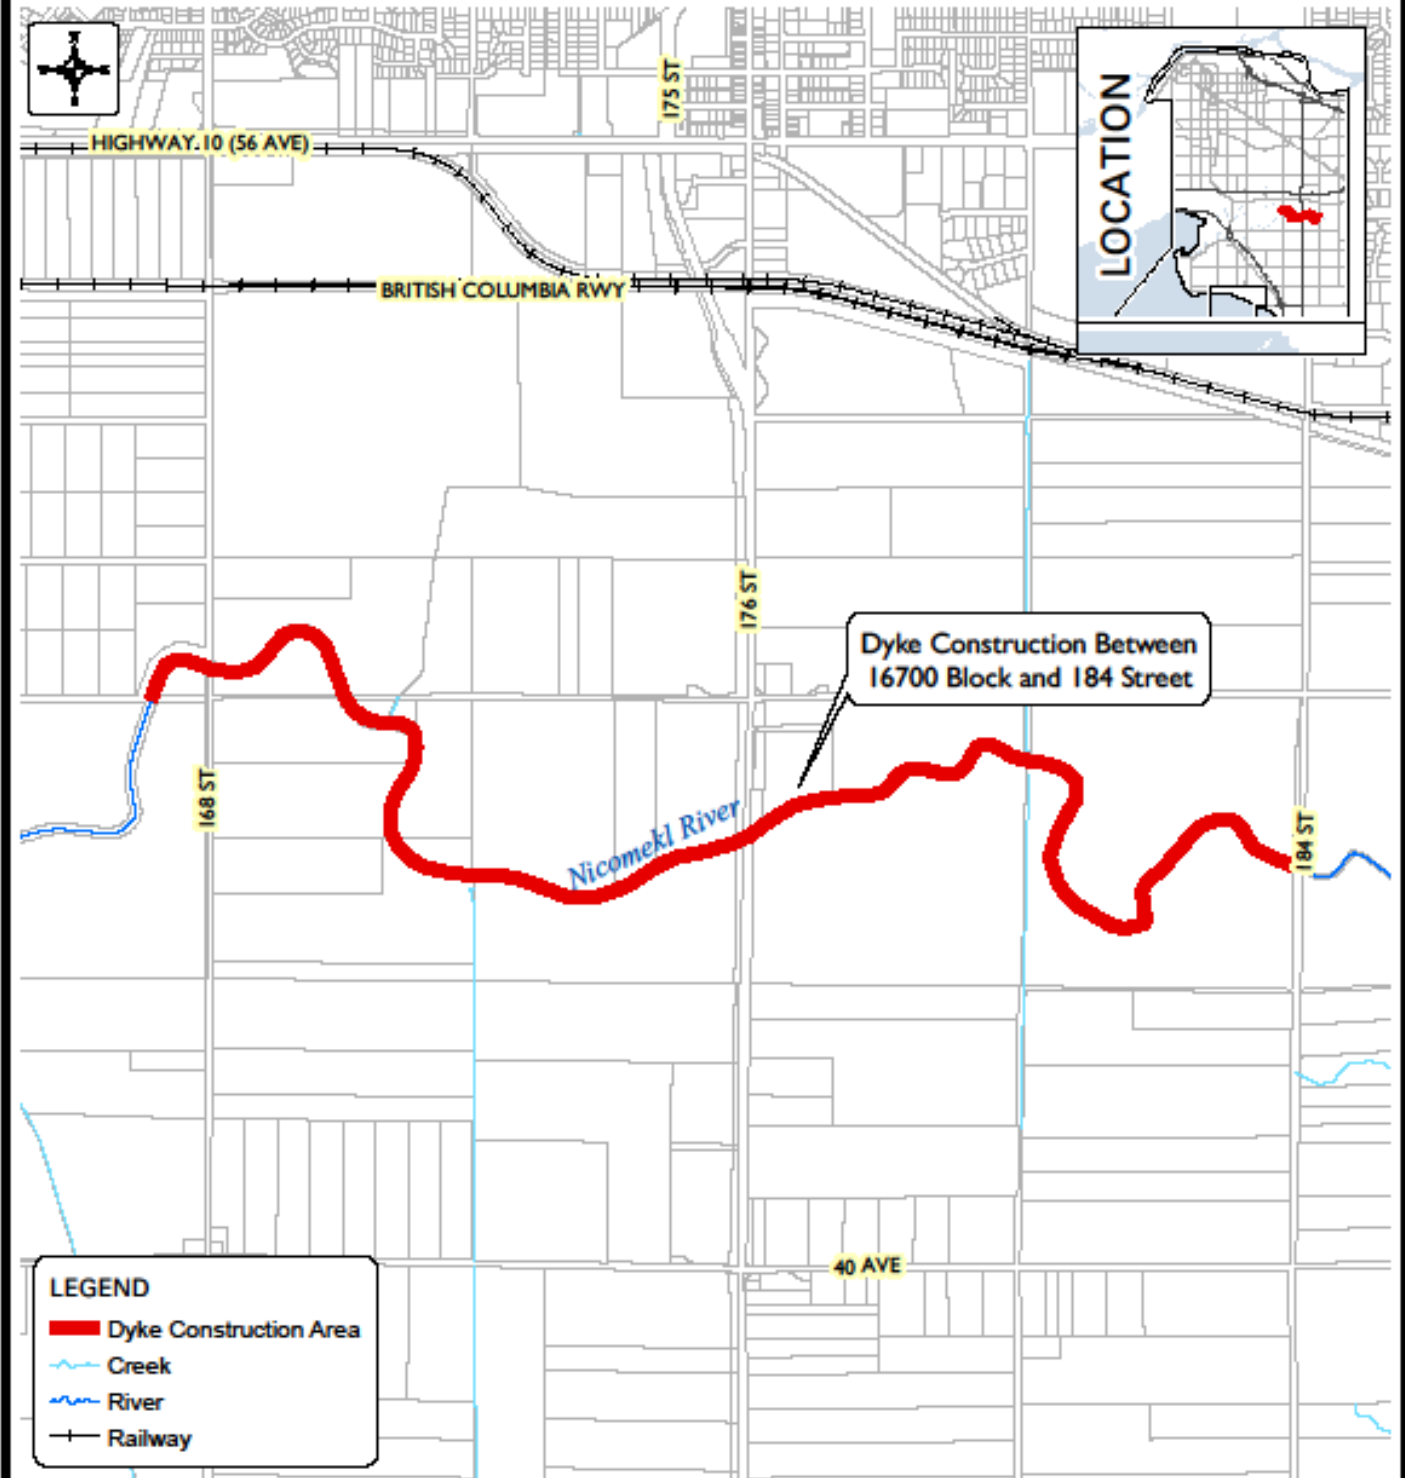 HIGHWAY.10 (56 AVE)
175 ST
LOCATION
BRITISH COLUMBIA RWY
176 ST
Dyke Construction Between
16700 Block and 184 Street
168 ST
Nicomekl River
184 ST
40 AVE
LEGEND
Dyke Construction Area
Creek
River
Railway